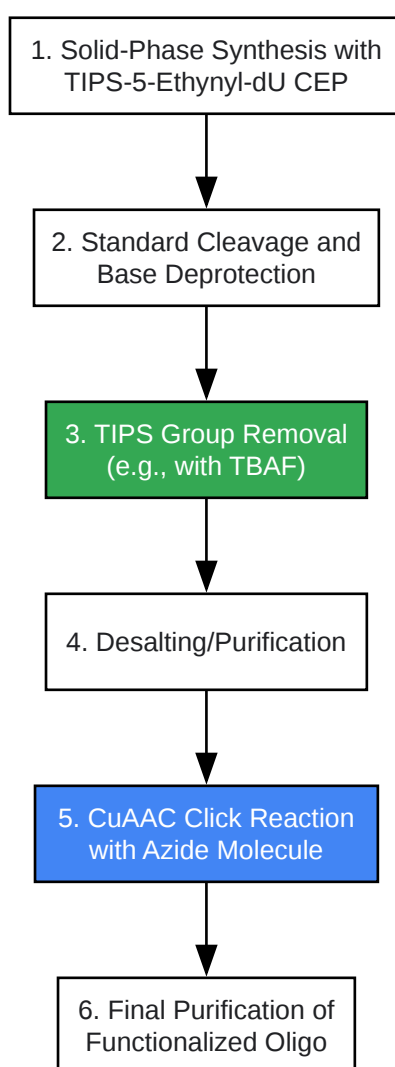 1. Solid-Phase Synthesis with
TIPS-5-Ethynyl-dU CEP
2. Standard Cleavage and
Base Deprotection
3. TIPS Group Removal
(e.g., with TBAF)
4. Desalting/Purification
5. CuAAC Click Reaction
with Azide Molecule
6. Final Purification of
Functionalized Oligo